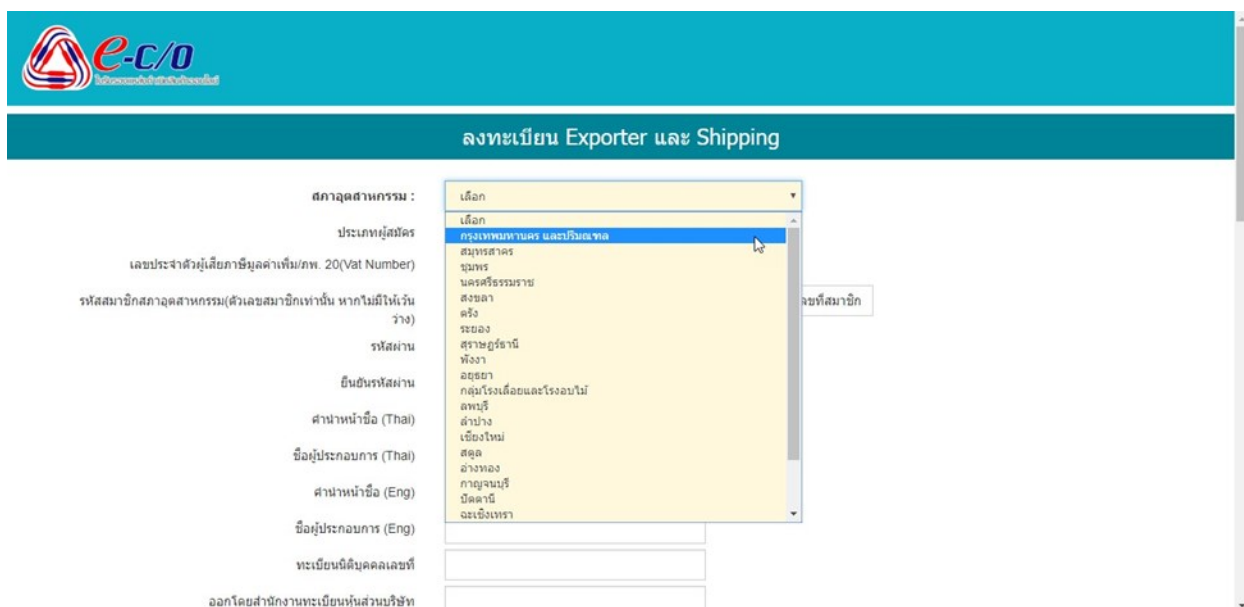 e-C/O
ลงทะเบียน Exporter และ Shipping
สภาอุตสาหกรรม :
เลือก
เลือก
กรุงเทพมหานคร และปริมณฑล
สมุทรสาคร
ชุมพร
นครศรีธรรมราช
สงขลา
ตรัง
ระยอง
สุราษฎร์ธานี
พังงา
อยุธยา
กลุ่มโรงเลื่อยและโรงอบไม้
ลพบุรี
ลำปาง
เชียงใหม่
สตูล
อ่างทอง
กาญจนบุรี
ปัตตานี
ฉะเชิงเทรา
ประเภทผู้สมัคร
เลขประจำตัวผู้เสียภาษีมูลค่าเพิ่ม/ภพ. 20(Vat Number)
รหัสสมาชิกสภาอุตสาหกรรม(ตัวเลขสมาชิกเท่านั้น หากไม่มีให้เว้น
ว่าง)
ลขที่สมาชิก
รหัสผ่าน
ยืนยันรหัสผ่าน
คำนำหน้าชื่อ (Thai)
ชื่อผู้ประกอบการ (Thai)
คำนำหน้าชื่อ (Eng)
ชื่อผู้ประกอบการ (Eng)
ทะเบียนนิติบุคคลเลขที่
ออกโดยสำนักงานทะเบียนหุ้นส่วนบริษัท